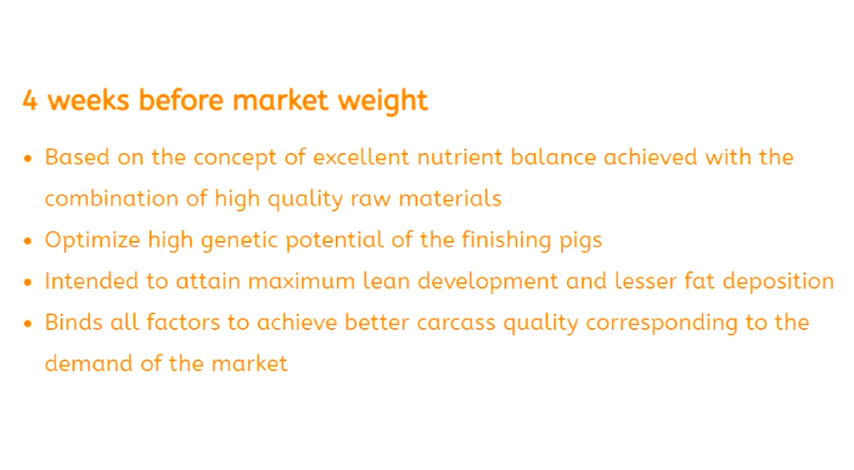 4 weeks before market weight
• Based on the concept of excellent nutrient balance achieved with the
combination of high quality raw materials
• Optimize high genetic potential of the finishing pigs
• Intended to attain maximum lean development and lesser fat deposition
• Binds all factors to achieve better carcass quality corresponding to the
demand of the market